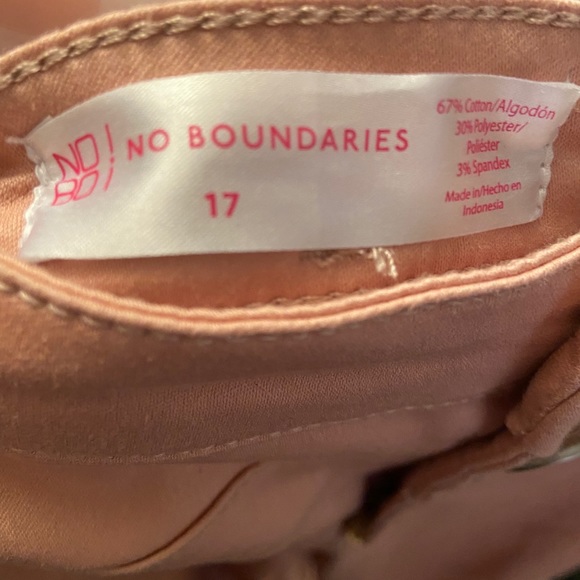 NO
BO!
NO BOUNDARIES
17
67% Cotton/Algodón
30% Polyester/
Poliéster
3% Spandex
Made in/Hecho en
Indonesia